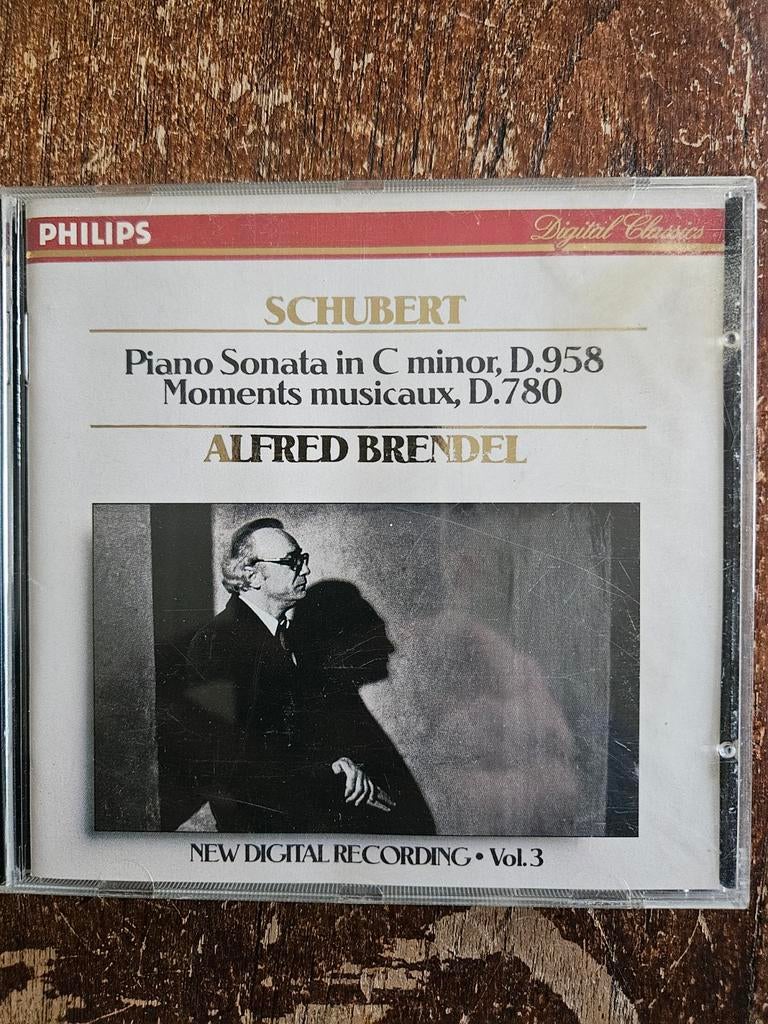 PHILIPS
Digital Classics
SCHUBERT
Piano Sonata in C minor, D.958
Moments musicaux, D.780
ALFRED BRENDEL
NEW DIGITAL RECORDING • Vol. 3